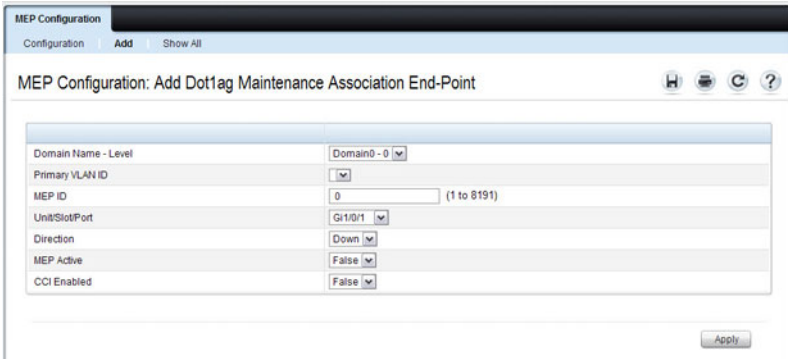 MEP Configuration
Configuration Add Show All
MEP Configuration: Add Dot1ag Maintenance Association End-Point
Domain Name - Level Domain0 - 0
Primary VLAN ID
MEP ID 0 (1 to 8191)
Unit/Slot/Port Gi1/0/1
Direction Down
MEP Active False
CCI Enabled False
Apply